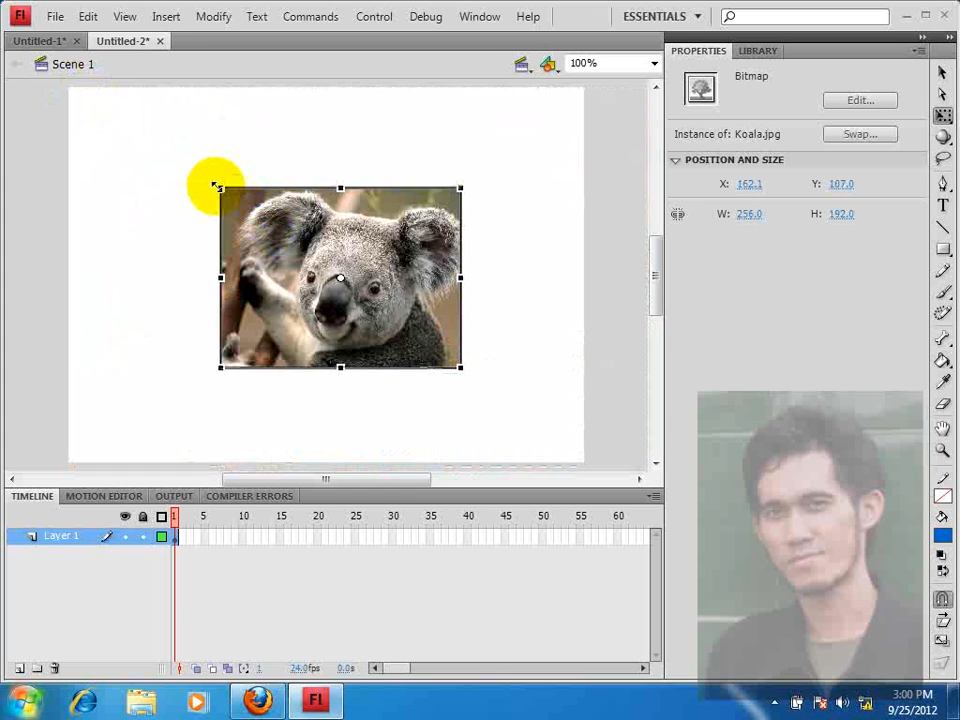 Fl File Edit View Insert Modify Text Commands Control Debug Window Help ESSENTIALS
Untitled-1* Untitled-2*
Scene 1 100%
PROPERTIES LIBRARY
Bitmap
Edit...
Instance of: Koala.jpg Swap...
POSITION AND SIZE
X: 162.1 Y: 107.0
W: 256.0 H: 192.0
TIMELINE MOTION EDITOR OUTPUT COMPILER ERRORS
1 5 10 15 20 25 30 35 40 45 50 55 60
Layer 1
1 24.0fps 0.0s
Fl
3:00 PM
9/25/2012